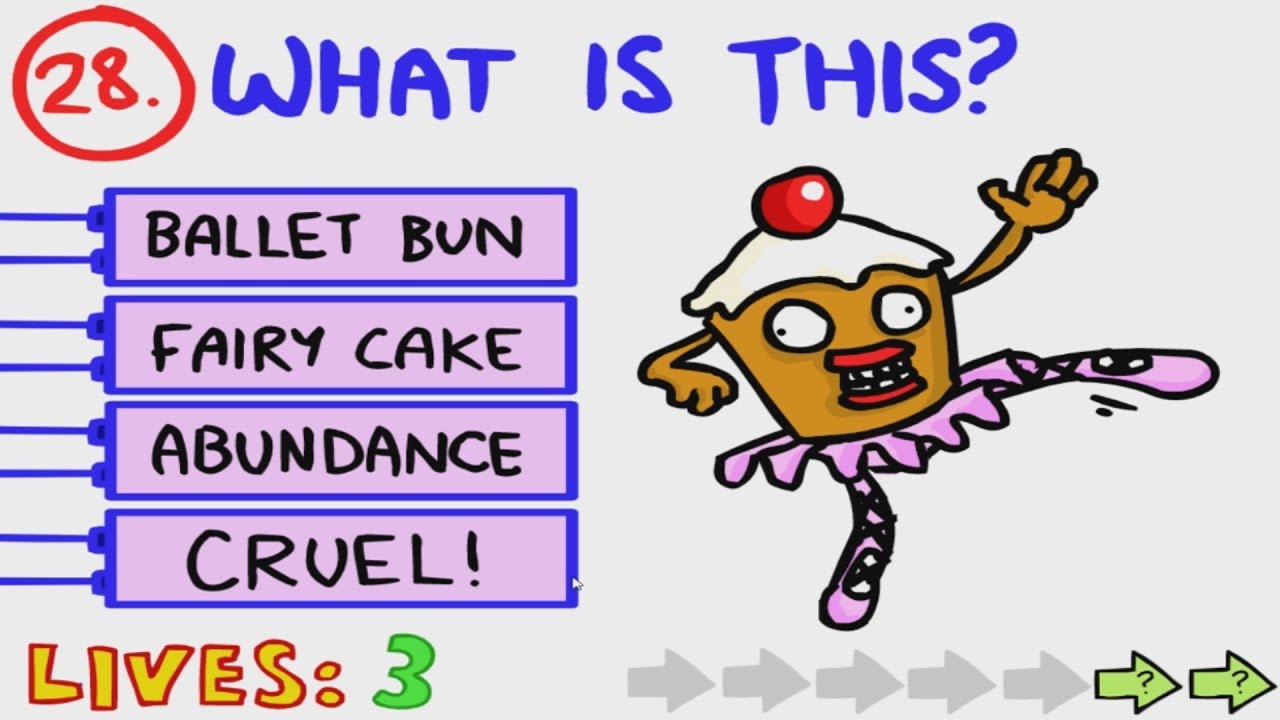 28. WHAT IS THIS?
BALLET BUN
FAIRY CAKE
ABUNDANCE
CRUEL!
LIVES: 3
? ?